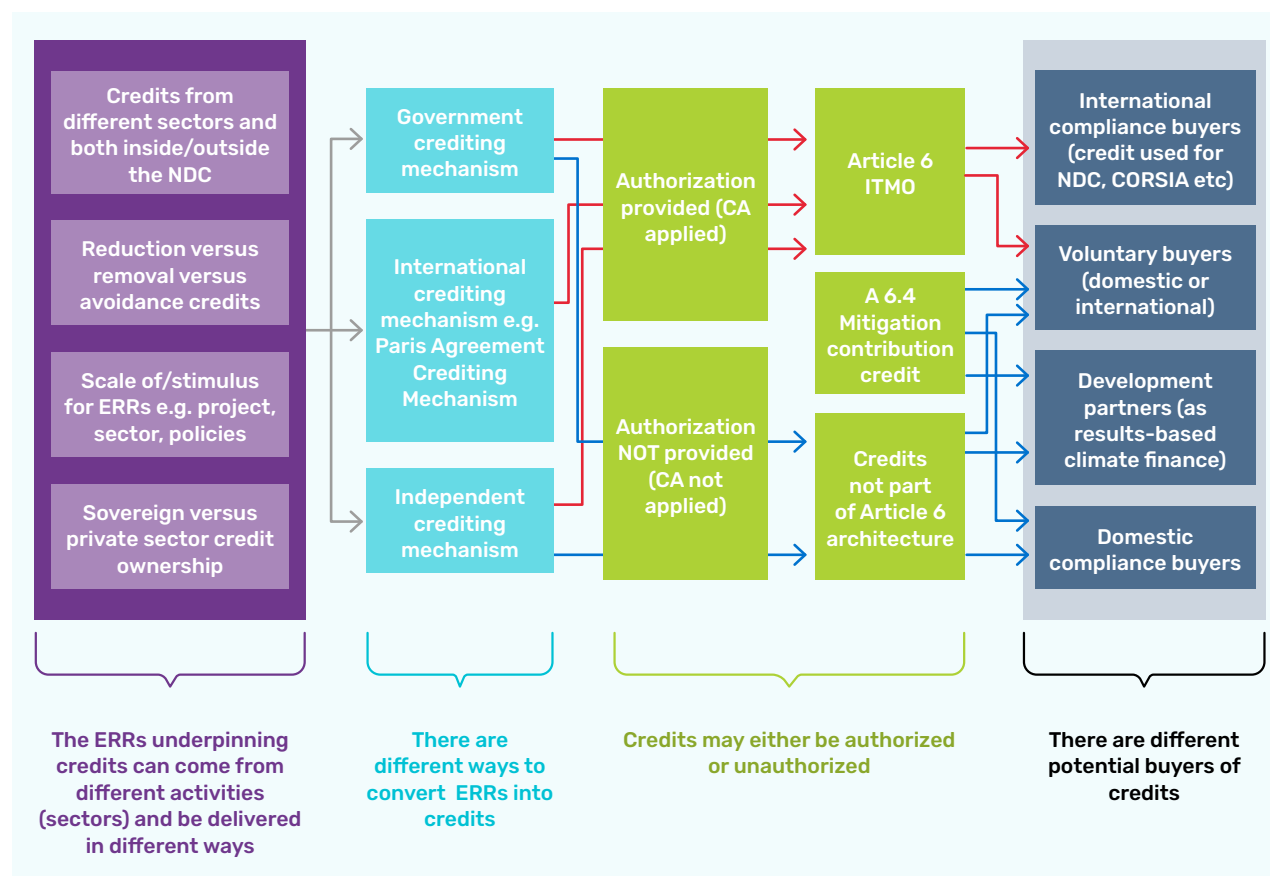 Credits from
different sectors and
both inside/outside
the NDC
Reduction versus
removal versus
avoidance credits
Scale of/stimulus
for ERRs e.g. project,
sector, policies
Sovereign versus
private sector credit
ownership
Government
crediting
mechanism
International
crediting
mechanism e.g.
Paris Agreement
Crediting
Mechanism
Independent
crediting
mechanism
Authorization
provided (CA
applied)
Authorization
NOT provided
(CA not
applied)
Article 6
ITMO
A 6.4
Mitigation
contribution
credit
Credits
not part
of Article 6
architecture
International
compliance buyers
(credit used for
NDC, CORSIA etc)
Voluntary buyers
(domestic or
international)
Development
partners (as
results-based
climate finance)
Domestic
compliance buyers
The ERRs underpinning
credits can come from
different activities
(sectors) and be delivered
in different ways
There are
different ways to
convert ERRs into
credits
Credits may either be authorized
or unauthorized
There are different
potential buyers of
credits